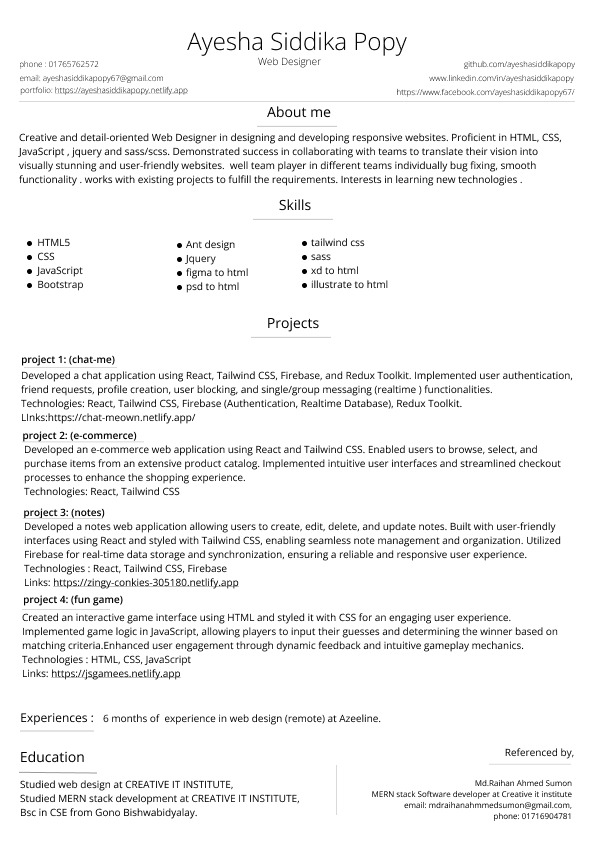 Ayesha Siddika Popy
Web Designer
phone : 01765762572
email: ayeshasiddikapopy67@gmail.com
portfolio: https://ayeshasiddikapopy.netlify.app
github.com/ayeshasiddikapopy
www.linkedin.com/in/ayeshasiddikapopy
https://www.facebook.com/ayeshasiddikapopy67/
About me
Creative and detail-oriented Web Designer in designing and developing responsive websites. Proficient in HTML, CSS,
JavaScript , jquery and sass/scss. Demonstrated success in collaborating with teams to translate their vision into
visually stunning and user-friendly websites.  well team player in different teams individually bug fixing, smooth
functionality . works with existing projects to fulfill the requirements. Interests in learning new technologies .
Skills
● HTML5
● CSS
● JavaScript
● Bootstrap
● Ant design
● Jquery
● figma to html
● psd to html
● tailwind css
● sass
● xd to html
● illustrate to html
Projects
project 1: (chat-me)
Developed a chat application using React, Tailwind CSS, Firebase, and Redux Toolkit. Implemented user authentication,
friend requests, profile creation, user blocking, and single/group messaging (realtime ) functionalities.
Technologies: React, Tailwind CSS, Firebase (Authentication, Realtime Database), Redux Toolkit.
LInks:https://chat-meown.netlify.app/
project 2: (e-commerce)
Developed an e-commerce web application using React and Tailwind CSS. Enabled users to browse, select, and
purchase items from an extensive product catalog. Implemented intuitive user interfaces and streamlined checkout
processes to enhance the shopping experience.
Technologies: React, Tailwind CSS
project 3: (notes)
Developed a notes web application allowing users to create, edit, delete, and update notes. Built with user-friendly
interfaces using React and styled with Tailwind CSS, enabling seamless note management and organization. Utilized
Firebase for real-time data storage and synchronization, ensuring a reliable and responsive user experience.
Technologies : React, Tailwind CSS, Firebase
Links: https://zingy-conkies-305180.netlify.app
project 4: (fun game)
Created an interactive game interface using HTML and styled it with CSS for an engaging user experience.
Implemented game logic in JavaScript, allowing players to input their guesses and determining the winner based on
matching criteria.Enhanced user engagement through dynamic feedback and intuitive gameplay mechanics.
Technologies : HTML, CSS, JavaScript
Links: https://jsgamees.netlify.app
Experiences :  6 months of  experience in web design (remote) at Azeeline.
Education
Studied web design at CREATIVE IT INSTITUTE,
Studied MERN stack development at CREATIVE IT INSTITUTE,
Bsc in CSE from Gono Bishwabidyalay.
Referenced by,
Md.Raihan Ahmed Sumon
MERN stack Software developer at Creative it institute
email: mdraihanahmmedsumon@gmail.com,
phone: 01716904781